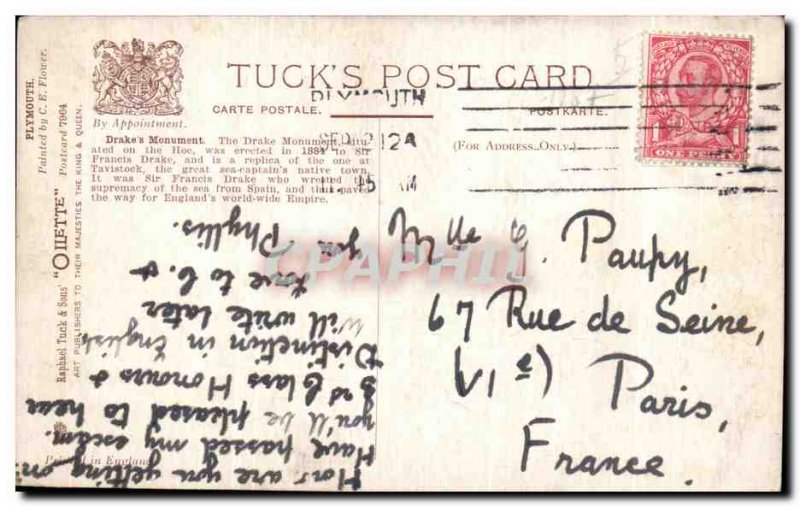 TUCK'S POST CARD
CARTE POSTALE.
POSTKARTE.
(FOR ADDRESS ONLY.)
By Appointment.
PLYMOUTH
12A
AM
ONE PENNY
Drake's Monument. The Drake Monument, situ-
ated on the Hoe, was erected in 1884 to Sir
Francis Drake, and is a replica of the one at
Tavistock, the great sea-captain's native town.
It was Sir Francis Drake who wrested the
supremacy of the sea from Spain, and thus paved
the way for England's world-wide Empire.
PLYMOUTH.
Painted by C. E. Flower.
Raphael Tuck & Sons' "OILETTE" Postcard 7964
ART PUBLISHERS TO THEIR MAJESTIES THE KING & QUEEN.
Printed in England
Mlle G. Paupy,
67 Rue de Seine,
(VIe) Paris,
France.
How are you getting on
Have passed my exam.
you'll be pleased to hear
3rd Class Honours &
Distinction in English
Will write later
love to G. &
you Phyllis.
CPAPHIL